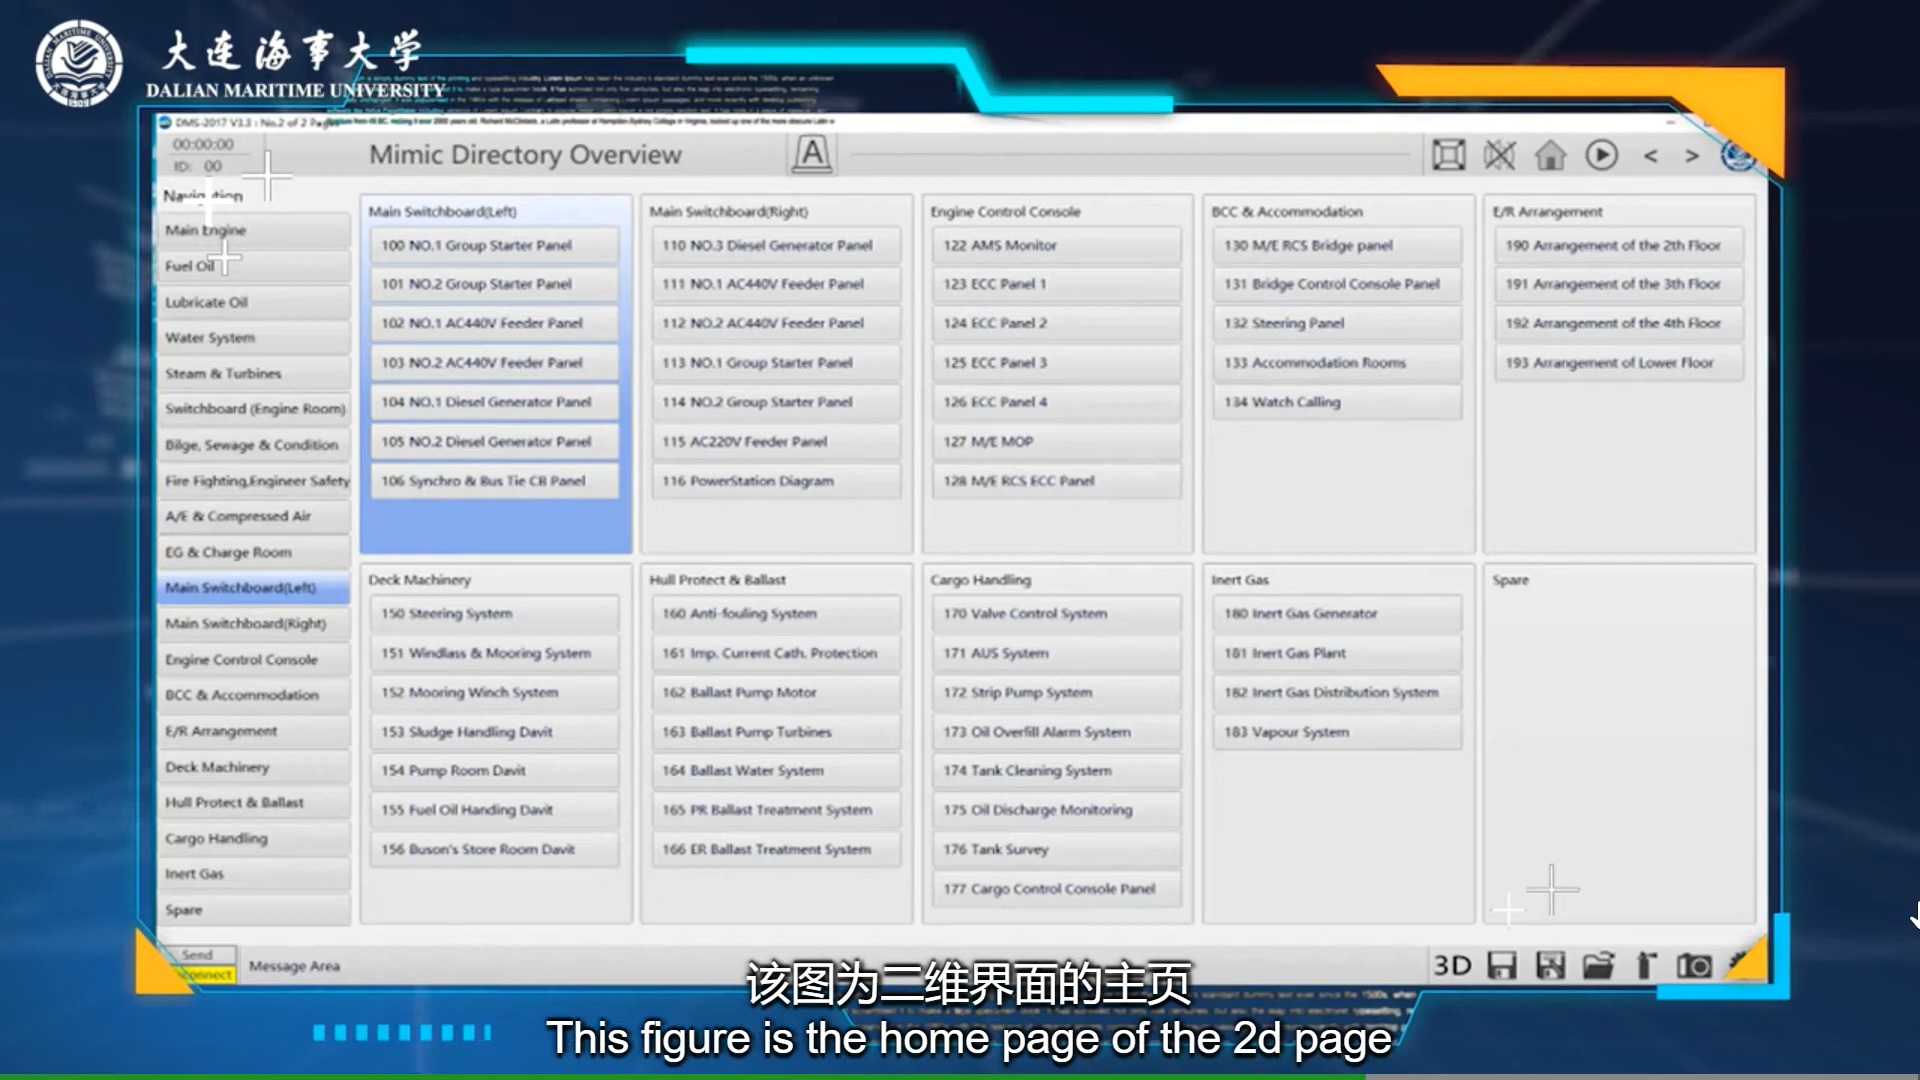 大连海事大学
DALIAN MARITIME UNIVERSITY
1909
DMS-2017 V3.3 : No.2 of 2 Pages
00:00:00
ID: 00
Mimic Directory Overview
A
<
>
Navigation
Main Engine
Fuel Oil
Lubricate Oil
Water System
Steam & Turbines
Switchboard (Engine Room)
Bilge, Sewage & Condition
Fire Fighting,Engineer Safety
A/E & Compressed Air
EG & Charge Room
Main Switchboard(Left)
Main Switchboard(Right)
Engine Control Console
BCC & Accommodation
E/R Arrangement
Deck Machinery
Hull Protect & Ballast
Cargo Handling
Inert Gas
Spare
Main Switchboard(Left)
100 NO.1 Group Starter Panel
101 NO.2 Group Starter Panel
102 NO.1 AC440V Feeder Panel
103 NO.2 AC440V Feeder Panel
104 NO.1 Diesel Generator Panel
105 NO.2 Diesel Generator Panel
106 Synchro & Bus Tie CB Panel
Main Switchboard(Right)
110 NO.3 Diesel Generator Panel
111 NO.1 AC440V Feeder Panel
112 NO.2 AC440V Feeder Panel
113 NO.1 Group Starter Panel
114 NO.2 Group Starter Panel
115 AC220V Feeder Panel
116 PowerStation Diagram
Engine Control Console
122 AMS Monitor
123 ECC Panel 1
124 ECC Panel 2
125 ECC Panel 3
126 ECC Panel 4
127 M/E MOP
128 M/E RCS ECC Panel
BCC & Accommodation
130 M/E RCS Bridge panel
131 Bridge Control Console Panel
132 Steering Panel
133 Accommodation Rooms
134 Watch Calling
E/R Arrangement
190 Arrangement of the 2th Floor
191 Arrangement of the 3th Floor
192 Arrangement of the 4th Floor
193 Arrangement of Lower Floor
Deck Machinery
150 Steering System
151 Windlass & Mooring System
152 Mooring Winch System
153 Sludge Handling Davit
154 Pump Room Davit
155 Fuel Oil Handing Davit
156 Buson's Store Room Davit
Hull Protect & Ballast
160 Anti-fouling System
161 Imp. Current Cath. Protection
162 Ballast Pump Motor
163 Ballast Pump Turbines
164 Ballast Water System
165 PR Ballast Treatment System
166 ER Ballast Treatment System
Cargo Handling
170 Valve Control System
171 AUS System
172 Strip Pump System
173 Oil Overfill Alarm System
174 Tank Cleaning System
175 Oil Discharge Monitoring
176 Tank Survey
177 Cargo Control Console Panel
Inert Gas
180 Inert Gas Generator
181 Inert Gas Plant
182 Inert Gas Distribution System
183 Vapour System
Spare
Send
Message Area
3D
该图为二维界面的主页
This figure is the home page of the 2d page